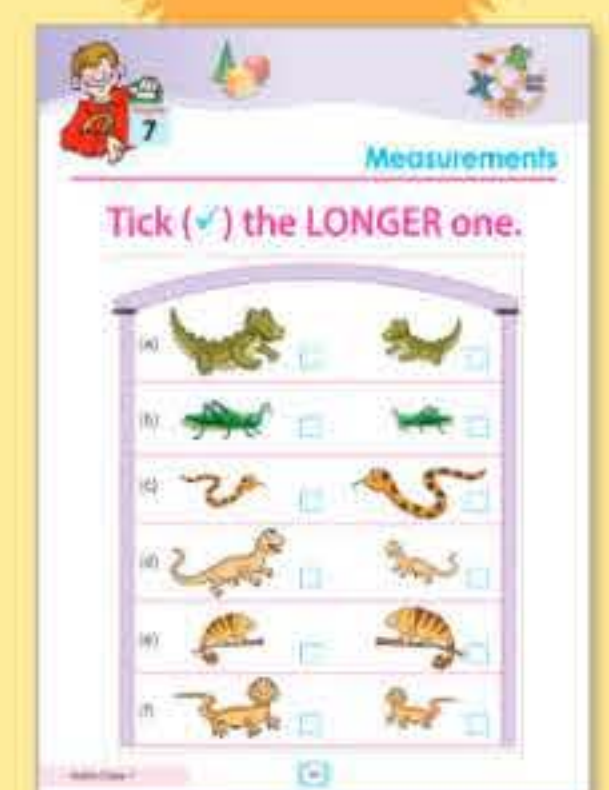 7
Measurements
Tick (✓) the LONGER one.
(a)
(b)
(c)
(d)
(e)
(f)